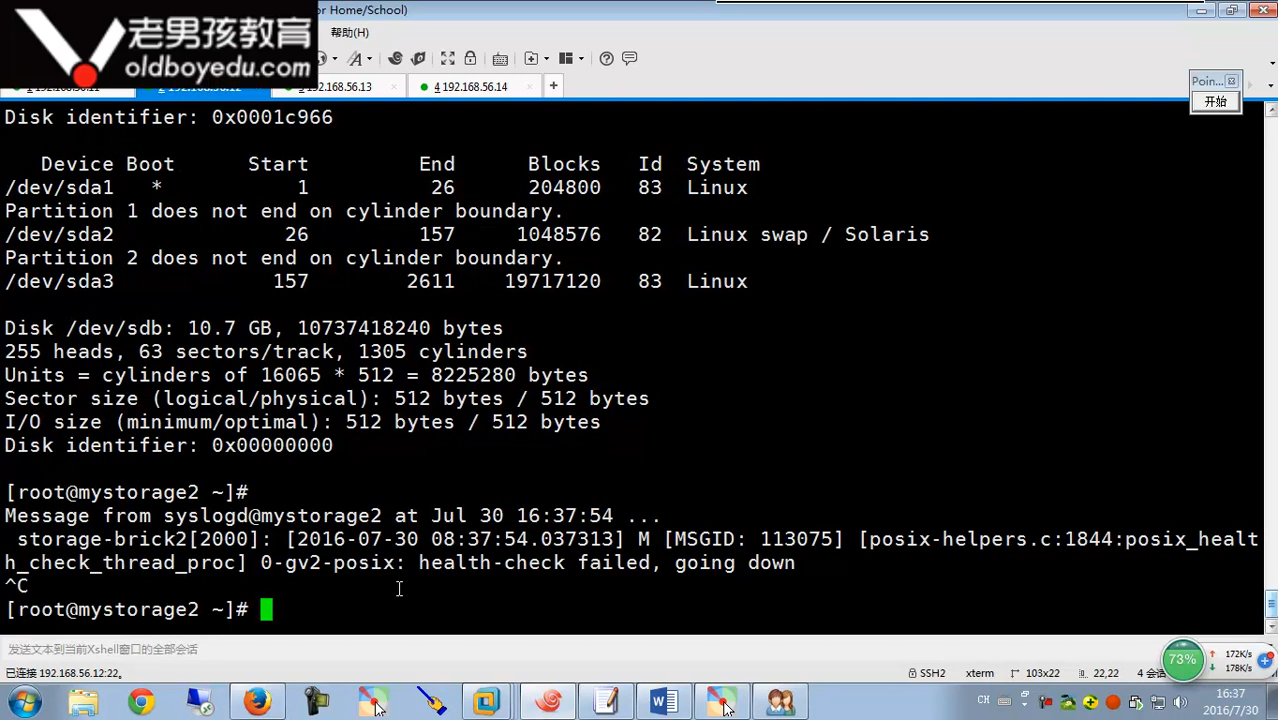 or Home/School)
老男孩教育
oldboyedu.com
帮助(H)
3 192.168.56.13
4 192.168.56.14
Poin...
开始
Disk identifier: 0x0001c966
Device Boot Start End Blocks Id System
/dev/sda1 * 1 26 204800 83 Linux
Partition 1 does not end on cylinder boundary.
/dev/sda2 26 157 1048576 82 Linux swap / Solaris
Partition 2 does not end on cylinder boundary.
/dev/sda3 157 2611 19717120 83 Linux
Disk /dev/sdb: 10.7 GB, 10737418240 bytes
255 heads, 63 sectors/track, 1305 cylinders
Units = cylinders of 16065 * 512 = 8225280 bytes
Sector size (logical/physical): 512 bytes / 512 bytes
I/O size (minimum/optimal): 512 bytes / 512 bytes
Disk identifier: 0x00000000
[root@mystorage2 ~]#
Message from syslogd@mystorage2 at Jul 30 16:37:54 ...
storage-brick2[2000]: [2016-07-30 08:37:54.037313] M [MSGID: 113075] [posix-helpers.c:1844:posix_healt
h_check_thread_proc] 0-gv2-posix: health-check failed, going down
^C
[root@mystorage2 ~]#
发送文本到当前Xshell窗口的全部会话
已连接 192.168.56.12:22。
SSH2 xterm 103x22 22,22 4 会
73%
172K/s
178K/s
CH
16:37
2016/7/30